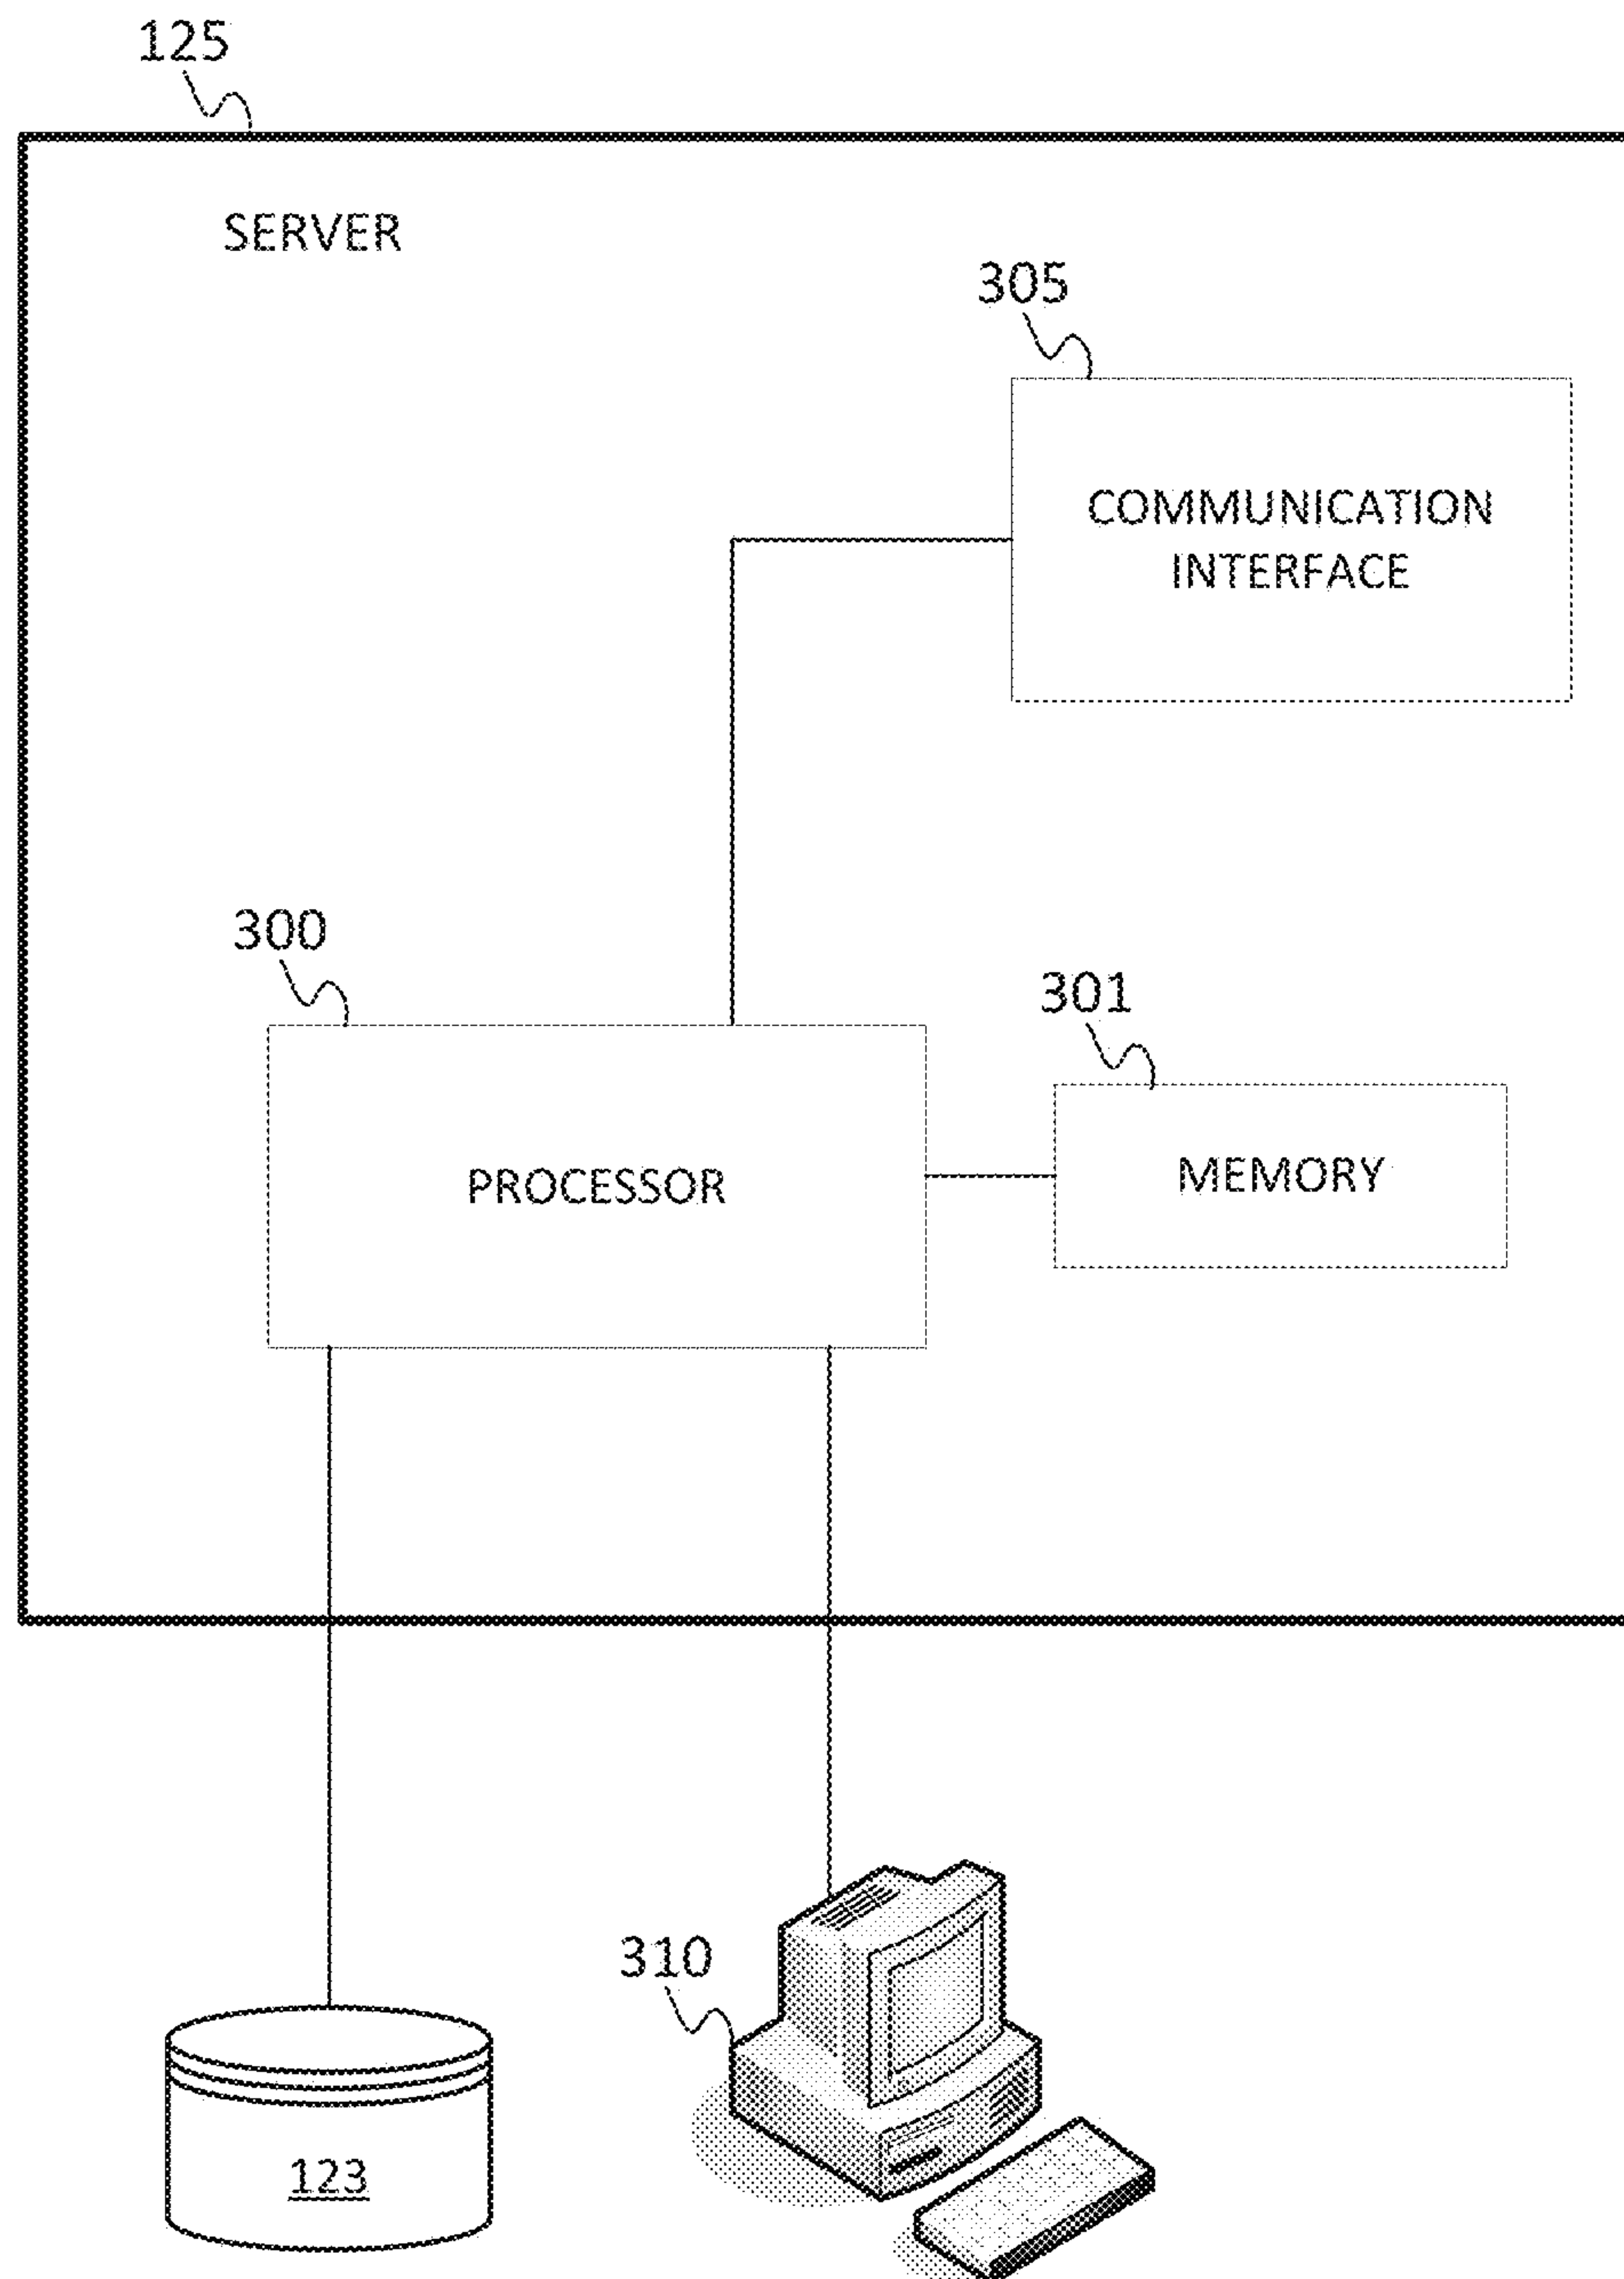 125
SERVER
305
COMMUNICATION
INTERFACE
300
301
PROCESSOR
MEMORY
310
123